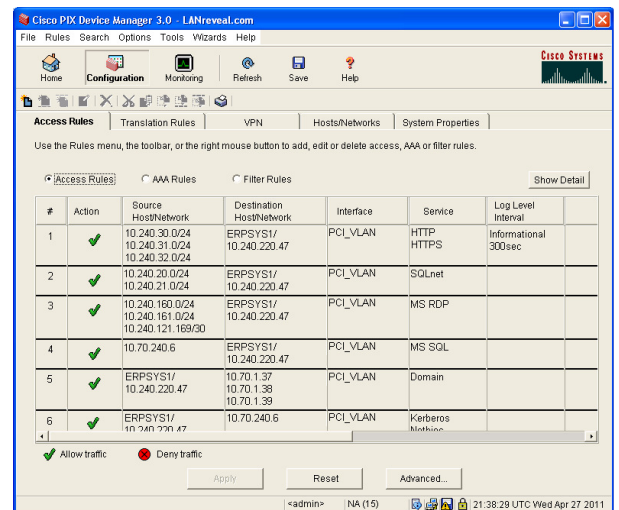 Cisco PIX Device Manager 3.0 - LANreveal.com
File Rules Search Options Tools Wizards Help
Home Configuration Monitoring Refresh Save Help
CISCO SYSTEMS
Access Rules Translation Rules VPN Hosts/Networks System Properties
Use the Rules menu, the toolbar, or the right mouse button to add, edit or delete access, AAA or filter rules.
Access Rules AAA Rules Filter Rules Show Detail
# Action Source Host/Network Destination Host/Network Interface Service Log Level Interval
1 10.240.30.0/24 ERPSYS1/ PCI_VLAN HTTP Informational
10.240.31.0/24 10.240.220.47 HTTPS 300sec
10.240.32.0/24
2 10.240.20.0/24 ERPSYS1/ PCI_VLAN SQLnet
10.240.21.0/24 10.240.220.47
3 10.240.160.0/24 ERPSYS1/ PCI_VLAN MS RDP
10.240.161.0/24 10.240.220.47
10.240.121.169/30
4 10.70.240.6 ERPSYS1/ PCI_VLAN MS SQL
10.240.220.47
5 ERPSYS1/ 10.70.1.37 PCI_VLAN Domain
10.240.220.47 10.70.1.38
10.70.1.39
6 ERPSYS1/ 10.70.240.6 PCI_VLAN Kerberos
10.240.220.47
Allow traffic Deny traffic
Apply Reset Advanced...
<admin> NA (15) 21:38:29 UTC Wed Apr 27 2011